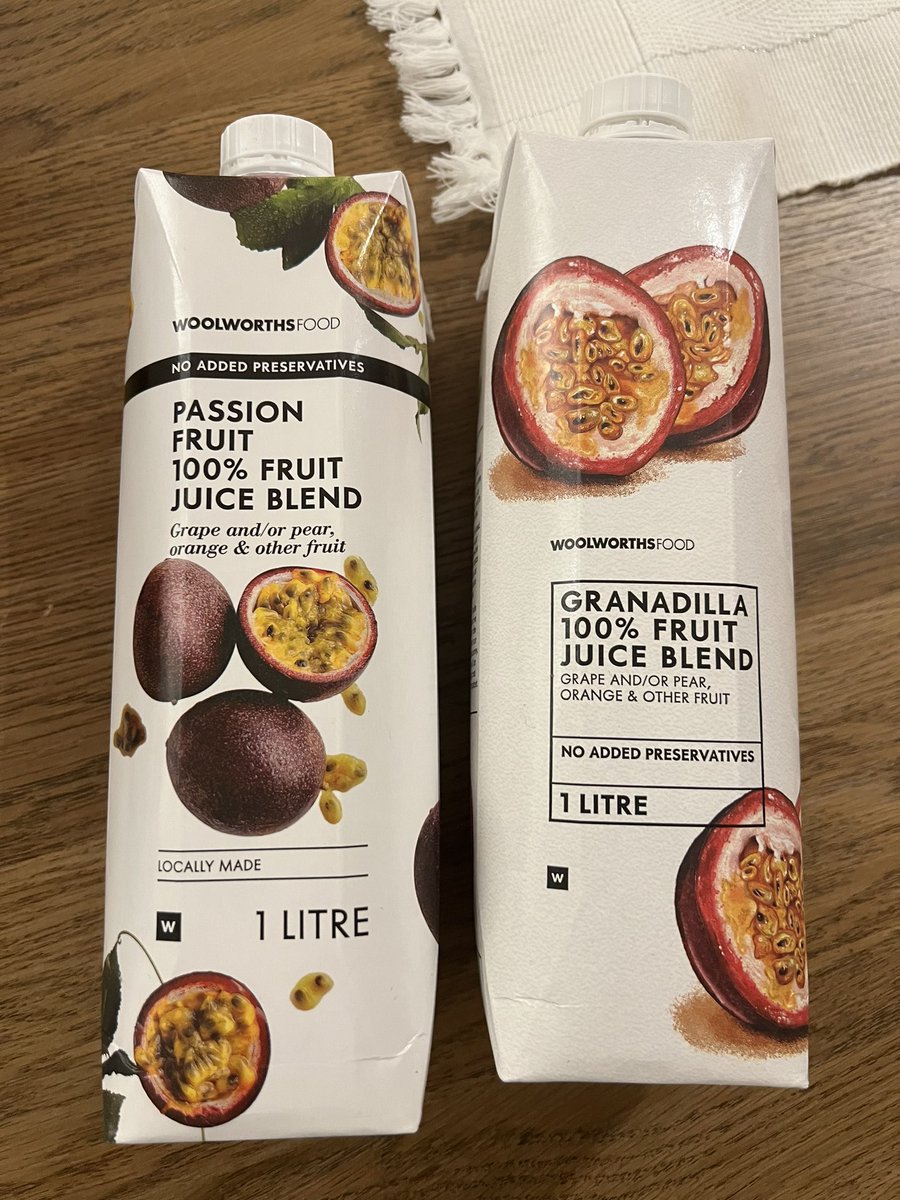 WOOLWORTHSFOOD
NO ADDED PRESERVATIVES
PASSION
FRUIT
100% FRUIT
JUICE BLEND
Grape and/or pear,
orange & other fruit
LOCALLY MADE
W
1 LITRE
WOOLWORTHSFOOD
GRANADILLA
100% FRUIT
JUICE BLEND
GRAPE AND/OR PEAR,
ORANGE & OTHER FRUIT
NO ADDED PRESERVATIVES
1 LITRE
W